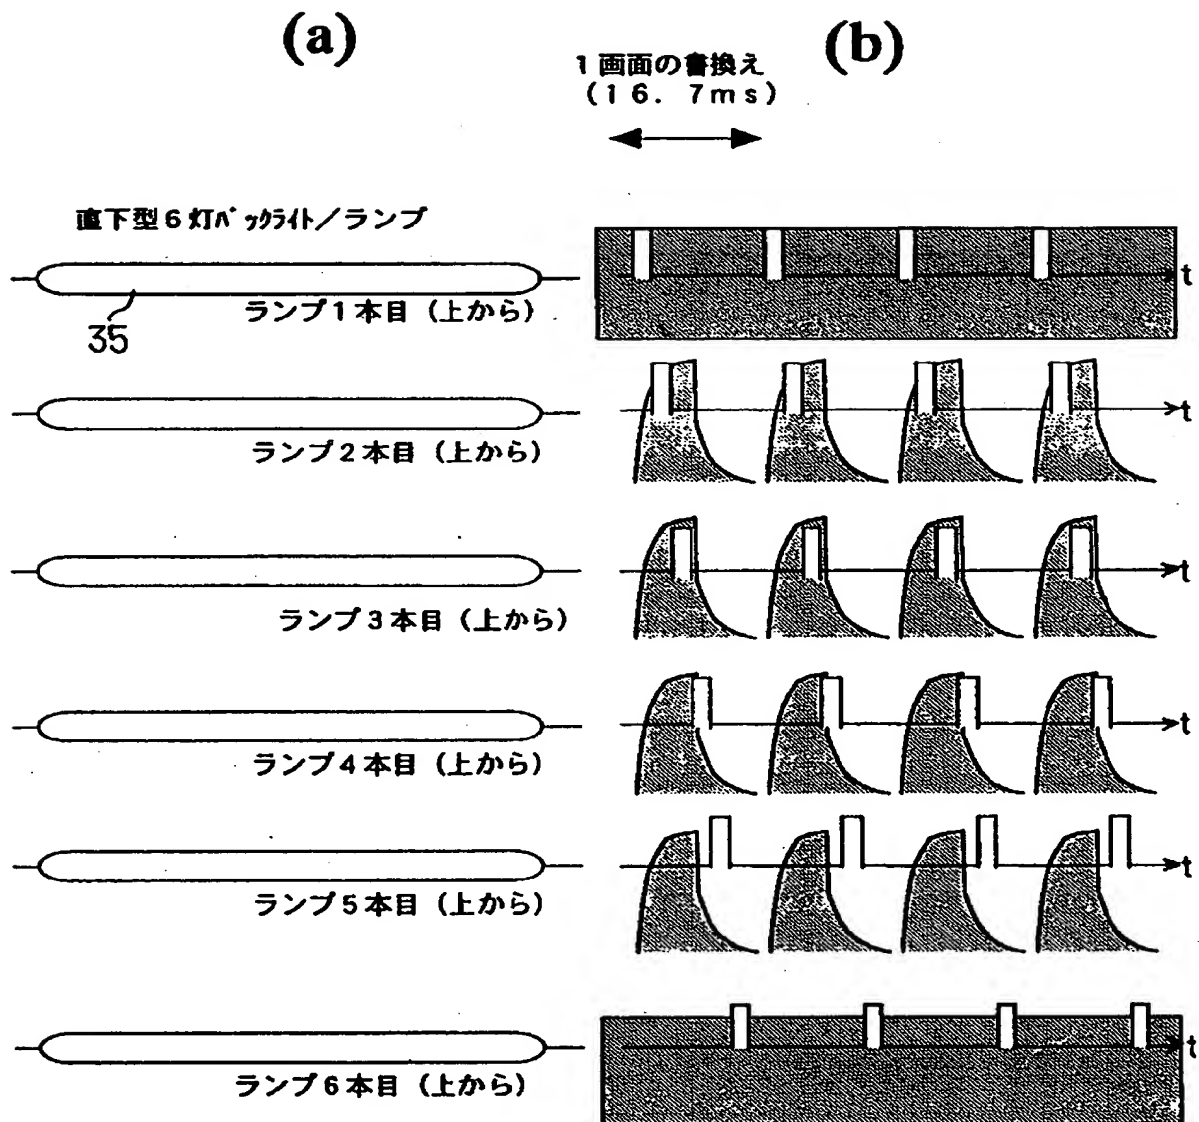 (a)
(b)
1画面の書換え
(16. 7ms)
直下型6灯ﾊﾞｯｸﾗｲﾄ/ランプ
t
35
ランプ1本目(上から)
t
ランプ2本目(上から)
t
ランプ3本目(上から)
t
ランプ4本目(上から)
t
ランプ5本目(上から)
t
ランプ6本目(上から)